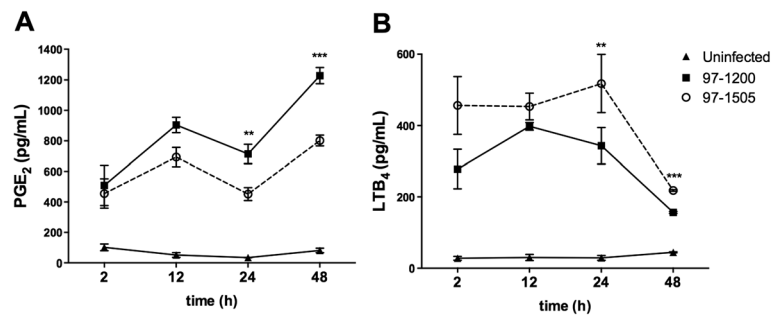 A
PGE2 (pg/mL)
1400
1200
1000
800
600
400
200
0
2 12 24 48
time (h)
**
***
B
LTB4 (pg/mL)
600
400
200
0
2 12 24 48
time (h)
**
***
Uninfected
97-1200
97-1505